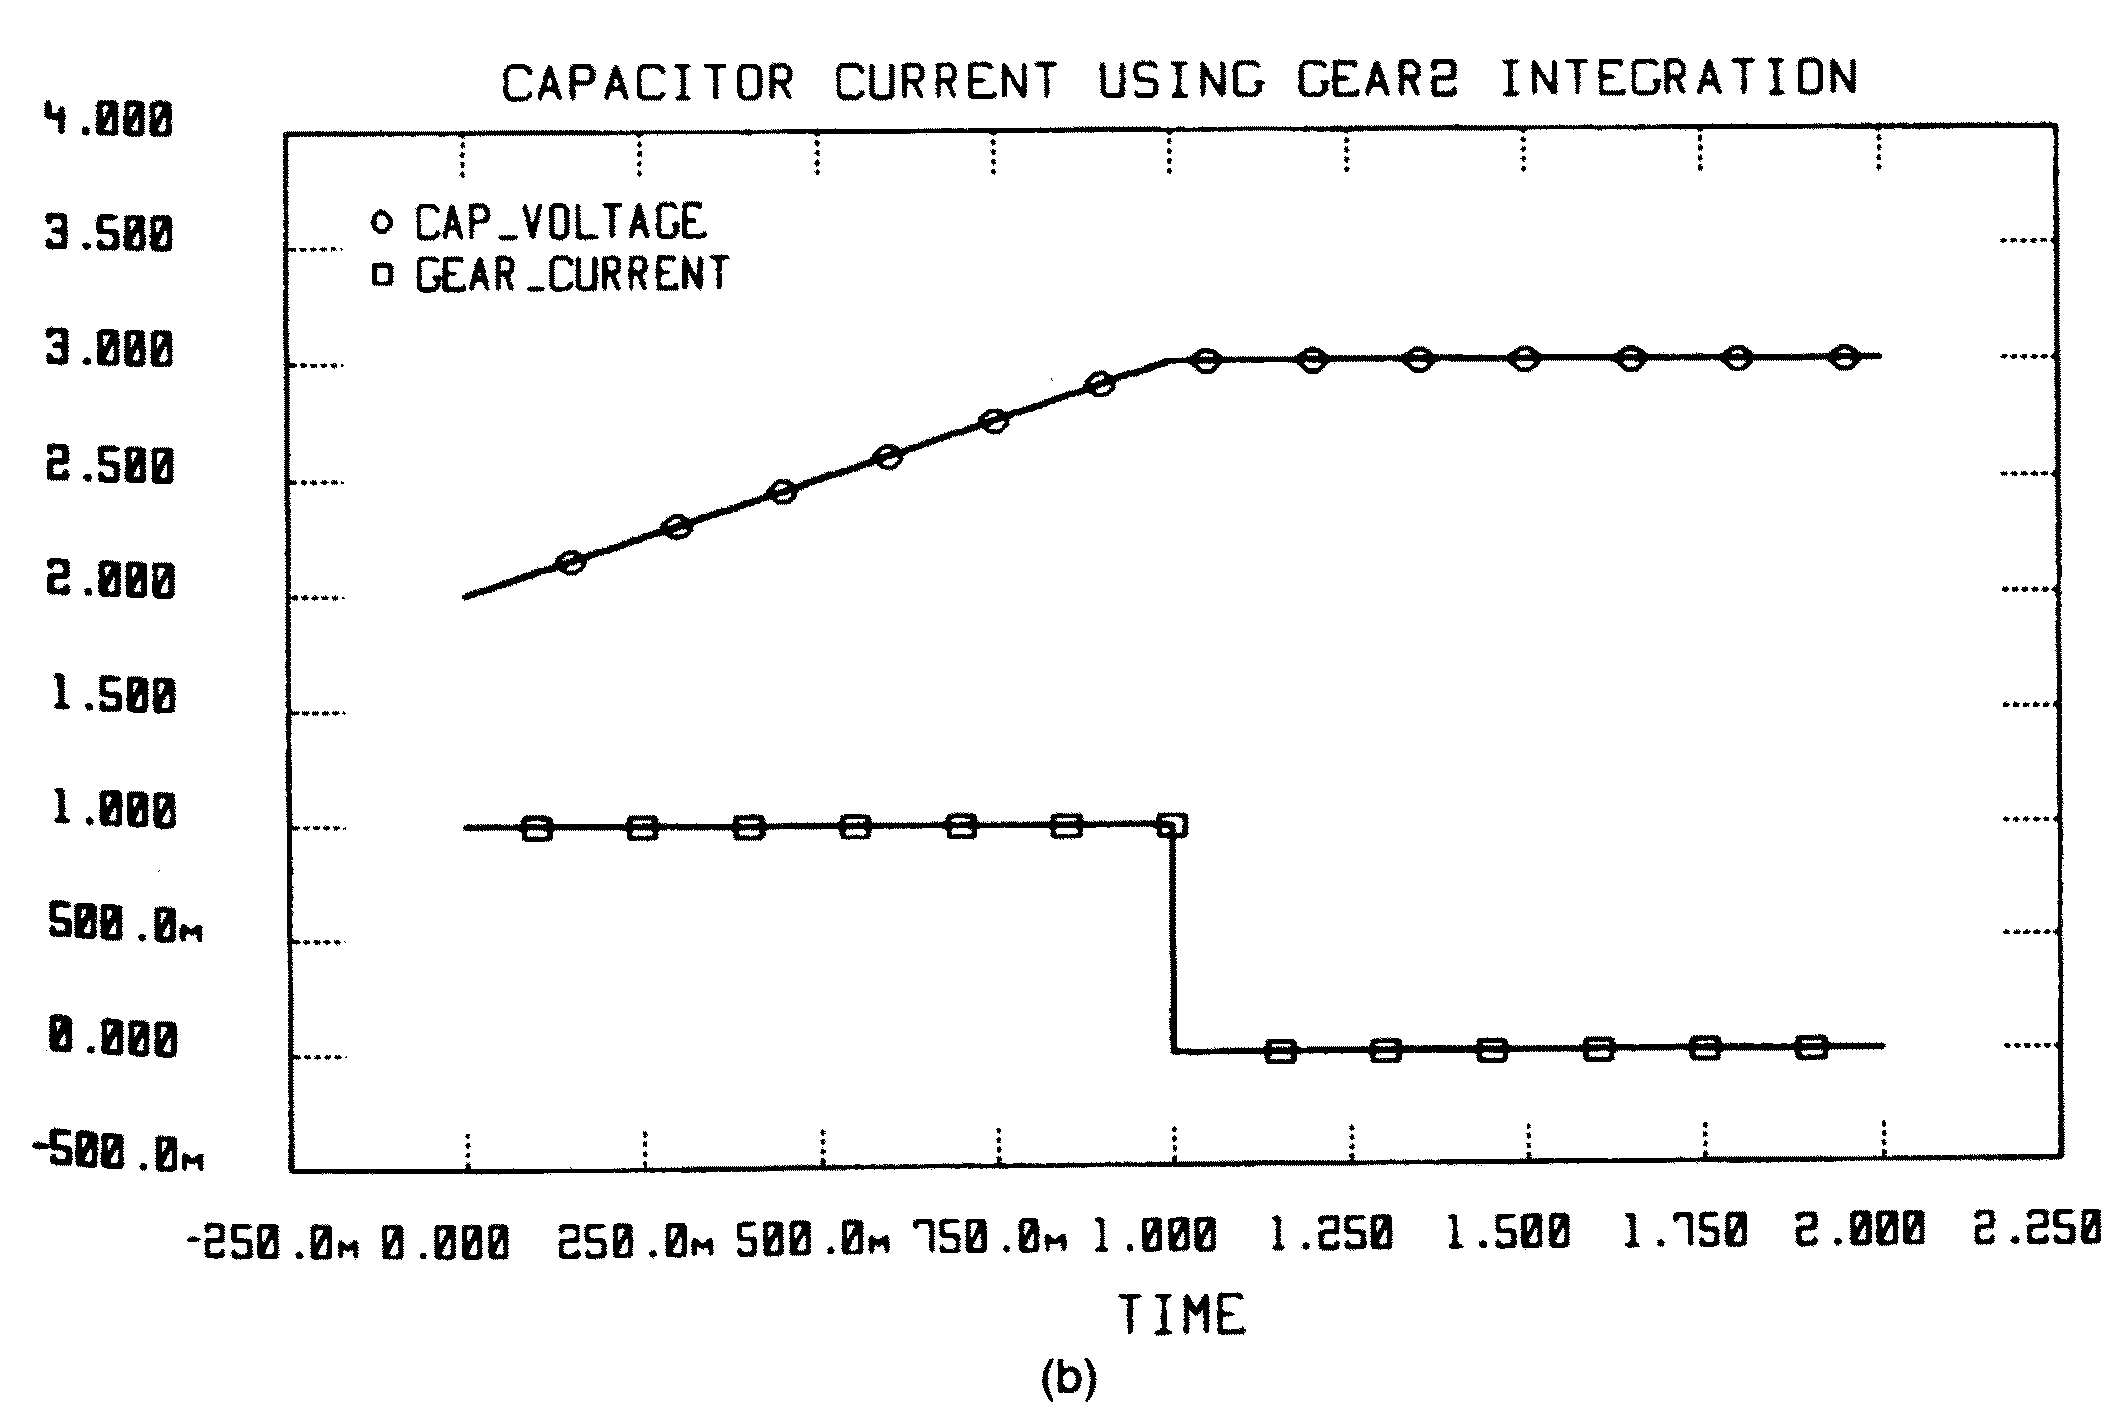 CAPACITOR CURRENT USING GEAR2 INTEGRATION
4.000
3.500
3.000
2.500
2.000
1.500
1.000
500.0M
0.000
-500.0M
CAP_VOLTAGE
GEAR_CURRENT
-250.0M 0.000 250.0M 500.0M 750.0M 1.000 1.250 1.500 1.750 2.000 2.250
TIME
(b)